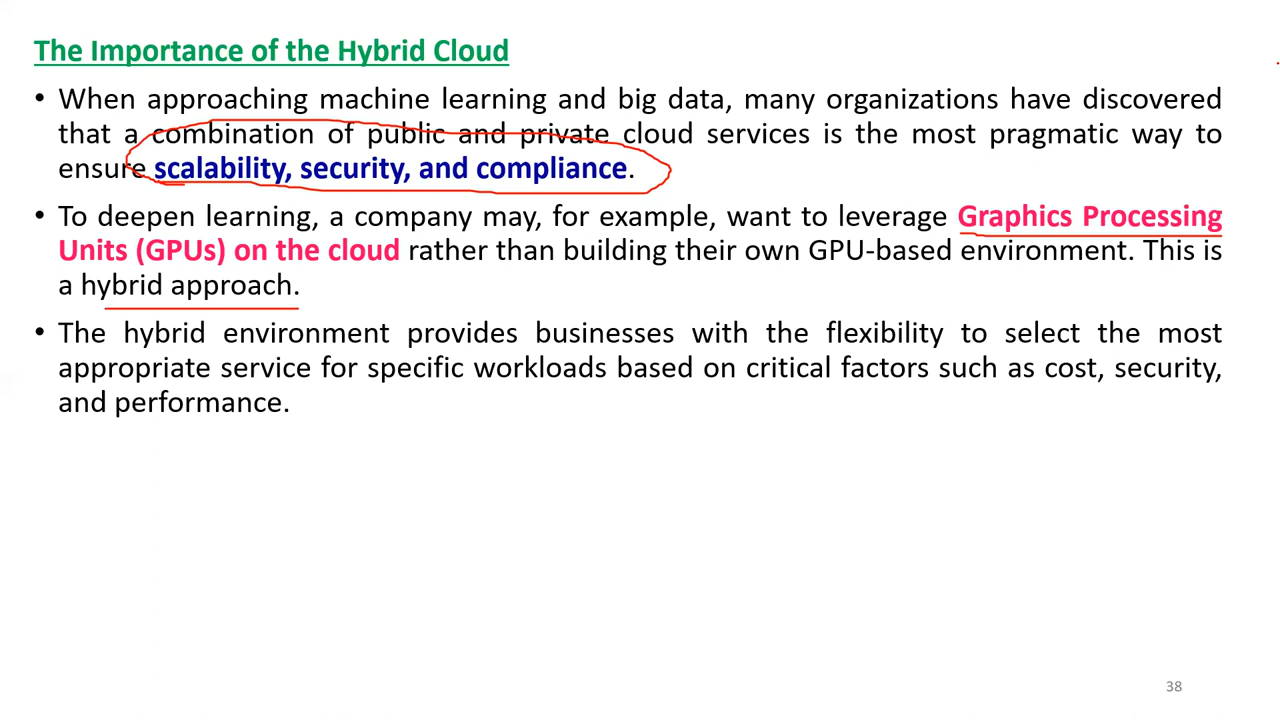 The Importance of the Hybrid Cloud
• When approaching machine learning and big data, many organizations have discovered
that a combination of public and private cloud services is the most pragmatic way to
ensure scalability, security, and compliance.
• To deepen learning, a company may, for example, want to leverage Graphics Processing
Units (GPUs) on the cloud rather than building their own GPU-based environment. This is
a hybrid approach.
• The hybrid environment provides businesses with the flexibility to select the most
appropriate service for specific workloads based on critical factors such as cost, security,
and performance.
38